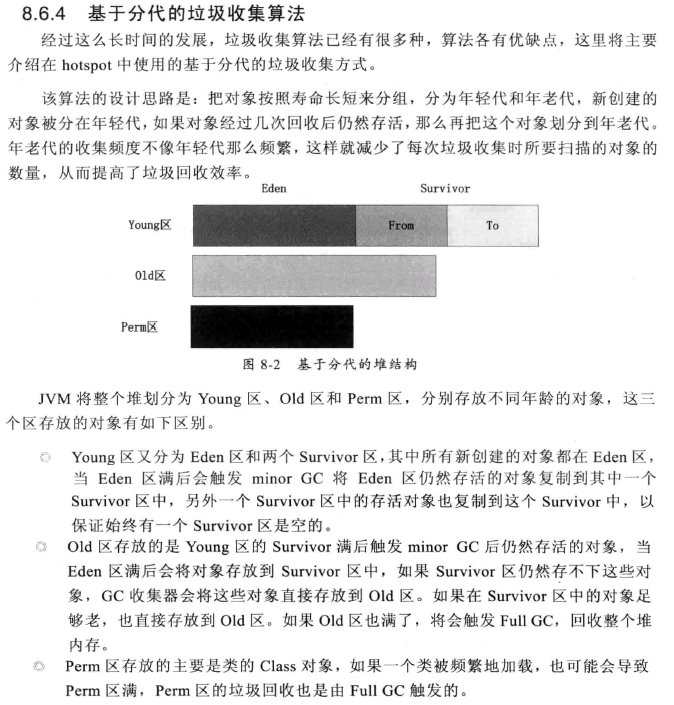 8.6.4 基于分代的垃圾收集算法
经过这么长时间的发展，垃圾收集算法已经有很多种，算法各有优缺点，这里将主要
介绍在 hotspot 中使用的基于分代的垃圾收集方式。
该算法的设计思路是：把对象按照寿命长短来分组，分为年轻代和年老代，新创建的
对象被分在年轻代，如果对象经过几次回收后仍然存活，那么再把这个对象划分到年老代。
年老代的收集频度不像年轻代那么频繁，这样就减少了每次垃圾收集时所要扫描的对象的
数量，从而提高了垃圾回收效率。
Eden Survivor
Young区 From To
Old区
Perm区
图 8-2 基于分代的堆结构
JVM 将整个堆划分为 Young 区、Old 区和 Perm 区，分别存放不同年龄的对象，这三
个区存放的对象有如下区别。
Young 区又分为 Eden 区和两个 Survivor 区，其中所有新创建的对象都在 Eden 区，
当 Eden 区满后会触发 minor GC 将 Eden 区仍然存活的对象复制到其中一个
Survivor 区中，另外一个 Survivor 区中的存活对象也复制到这个 Survivor 中，以
保证始终有一个 Survivor 区是空的。
Old 区存放的是 Young 区的 Survivor 满后触发 minor GC 后仍然存活的对象，当
Eden 区满后会将对象存放到 Survivor 区中，如果 Survivor 区仍然存不下这些对
象，GC 收集器会将这些对象直接存放到 Old 区。如果在 Survivor 区中的对象足
够老，也直接存放到 Old 区。如果 Old 区也满了，将会触发 Full GC，回收整个堆
内存。
Perm 区存放的主要是类的 Class 对象，如果一个类被频繁地加载，也可能会导致
Perm 区满，Perm 区的垃圾回收也是由 Full GC 触发的。